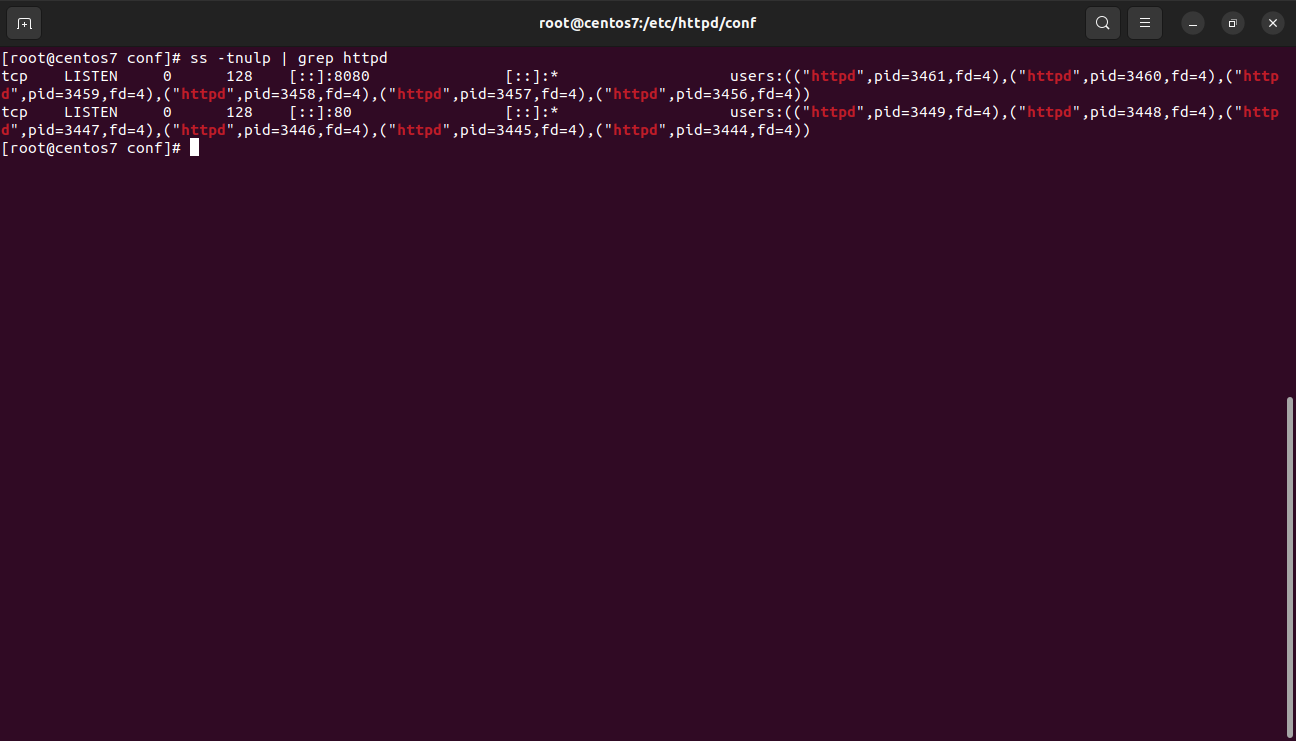 root@centos7:/etc/httpd/conf
[root@centos7 conf]# ss -tnulp | grep httpd
tcp    LISTEN     0      128    [::]:8080               [::]:*                   users:(("httpd",pid=3461,fd=4),("httpd",pid=3460,fd=4),("http
d",pid=3459,fd=4),("httpd",pid=3458,fd=4),("httpd",pid=3457,fd=4),("httpd",pid=3456,fd=4))
tcp    LISTEN     0      128    [::]:80                 [::]:*                   users:(("httpd",pid=3449,fd=4),("httpd",pid=3448,fd=4),("http
d",pid=3447,fd=4),("httpd",pid=3446,fd=4),("httpd",pid=3445,fd=4),("httpd",pid=3444,fd=4))
[root@centos7 conf]#